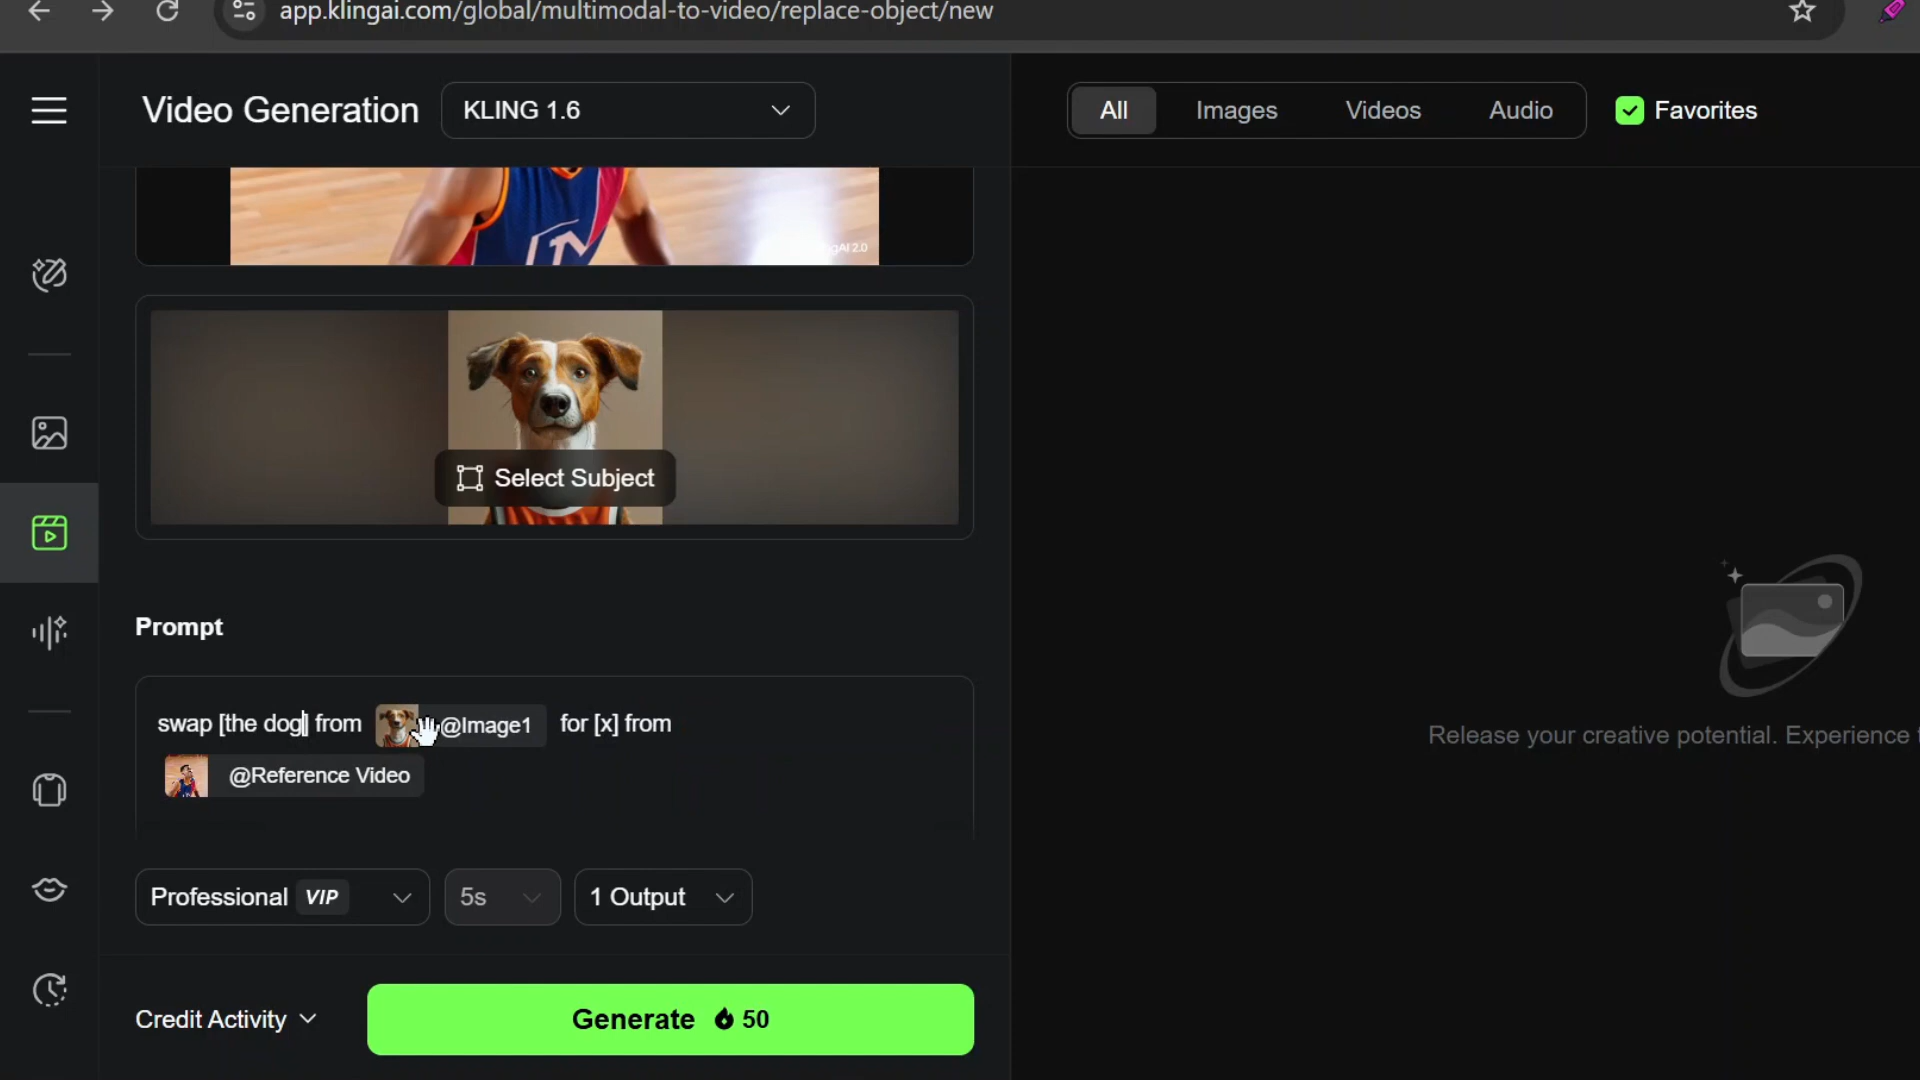 app.klingai.com/global/multimodal-to-video/replace-object/new
Video Generation
KLING 1.6
All
Images
Videos
Audio
Favorites
Select Subject
Prompt
swap [the dog] from @Image1 for [x] from
@Reference Video
Professional VIP
5s
1 Output
Credit Activity
Generate 50
Release your creative potential. Experience